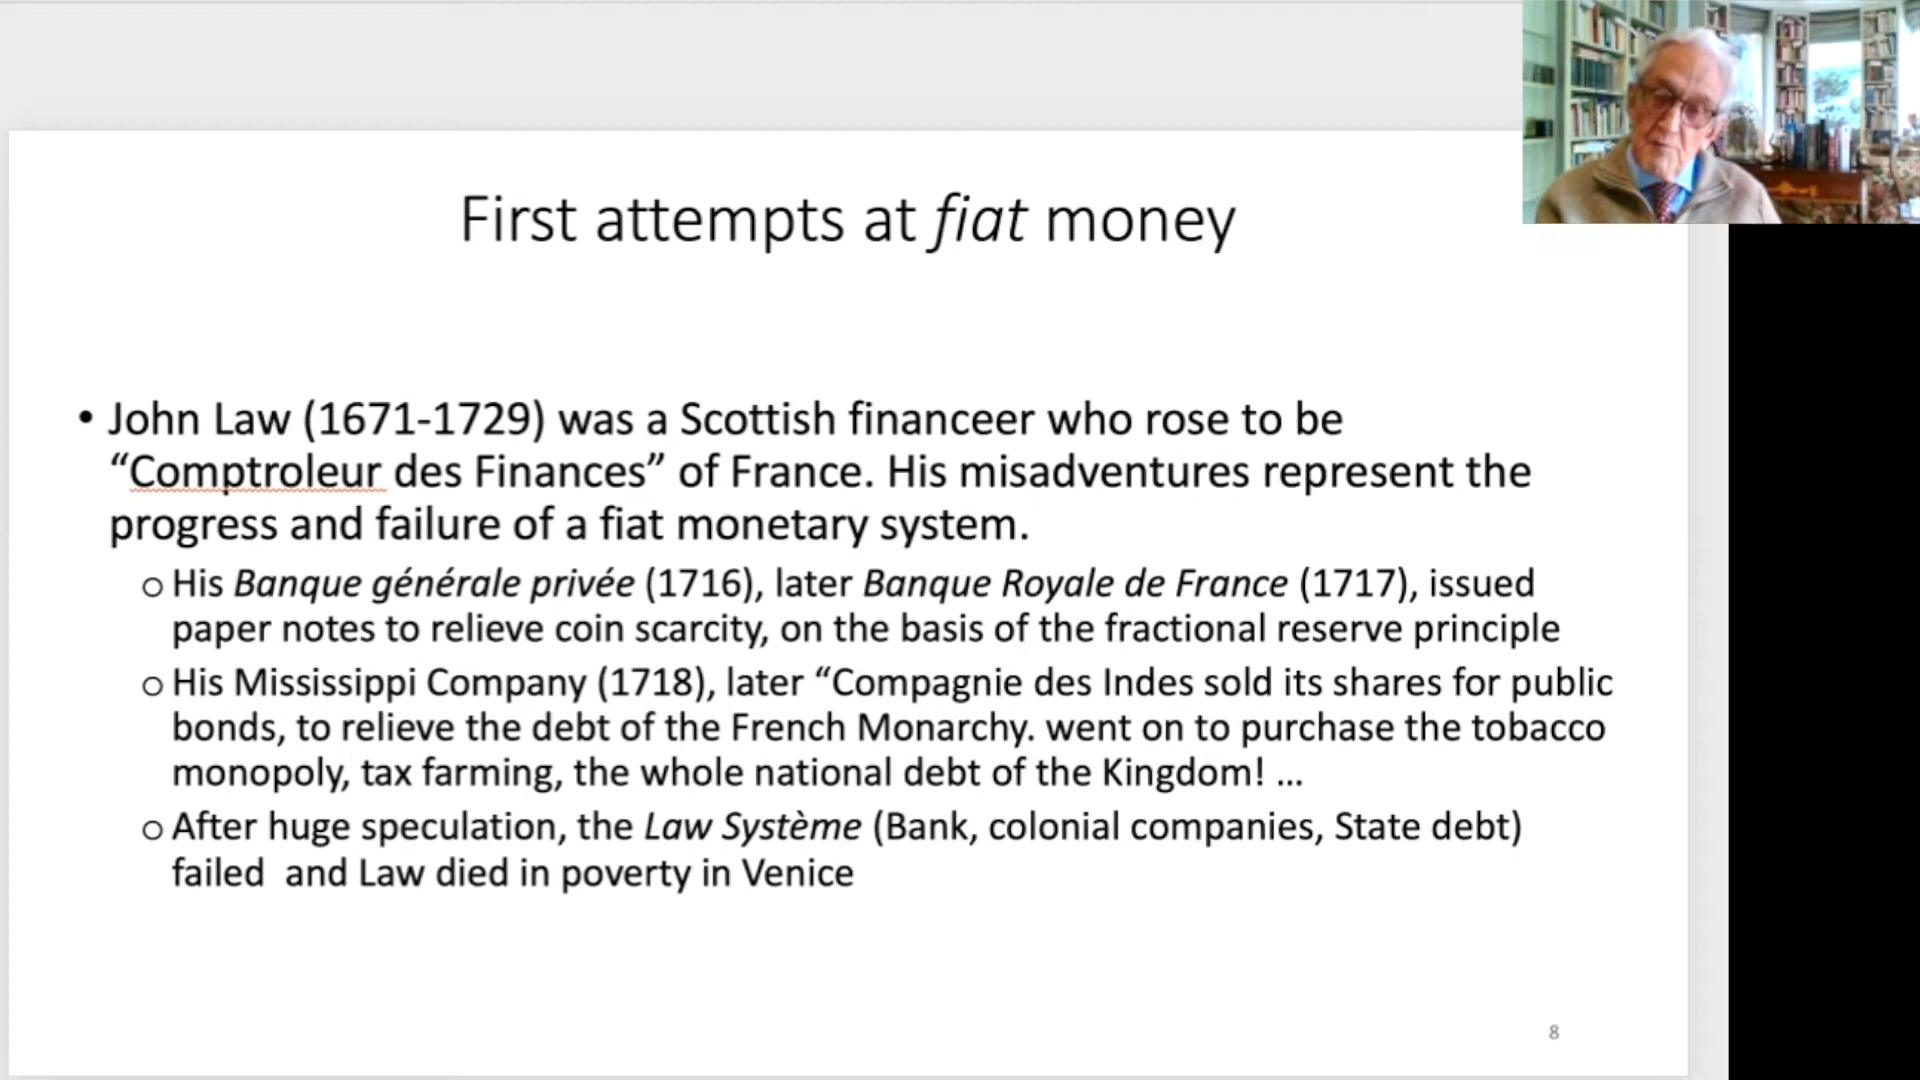 First attempts at fiat money
• John Law (1671-1729) was a Scottish financeer who rose to be
“Comptroleur des Finances” of France. His misadventures represent the
progress and failure of a fiat monetary system.
o His Banque générale privée (1716), later Banque Royale de France (1717), issued
paper notes to relieve coin scarcity, on the basis of the fractional reserve principle
o His Mississippi Company (1718), later “Compagnie des Indes sold its shares for public
bonds, to relieve the debt of the French Monarchy. went on to purchase the tobacco
monopoly, tax farming, the whole national debt of the Kingdom! ...
o After huge speculation, the Law Système (Bank, colonial companies, State debt)
failed  and Law died in poverty in Venice
8